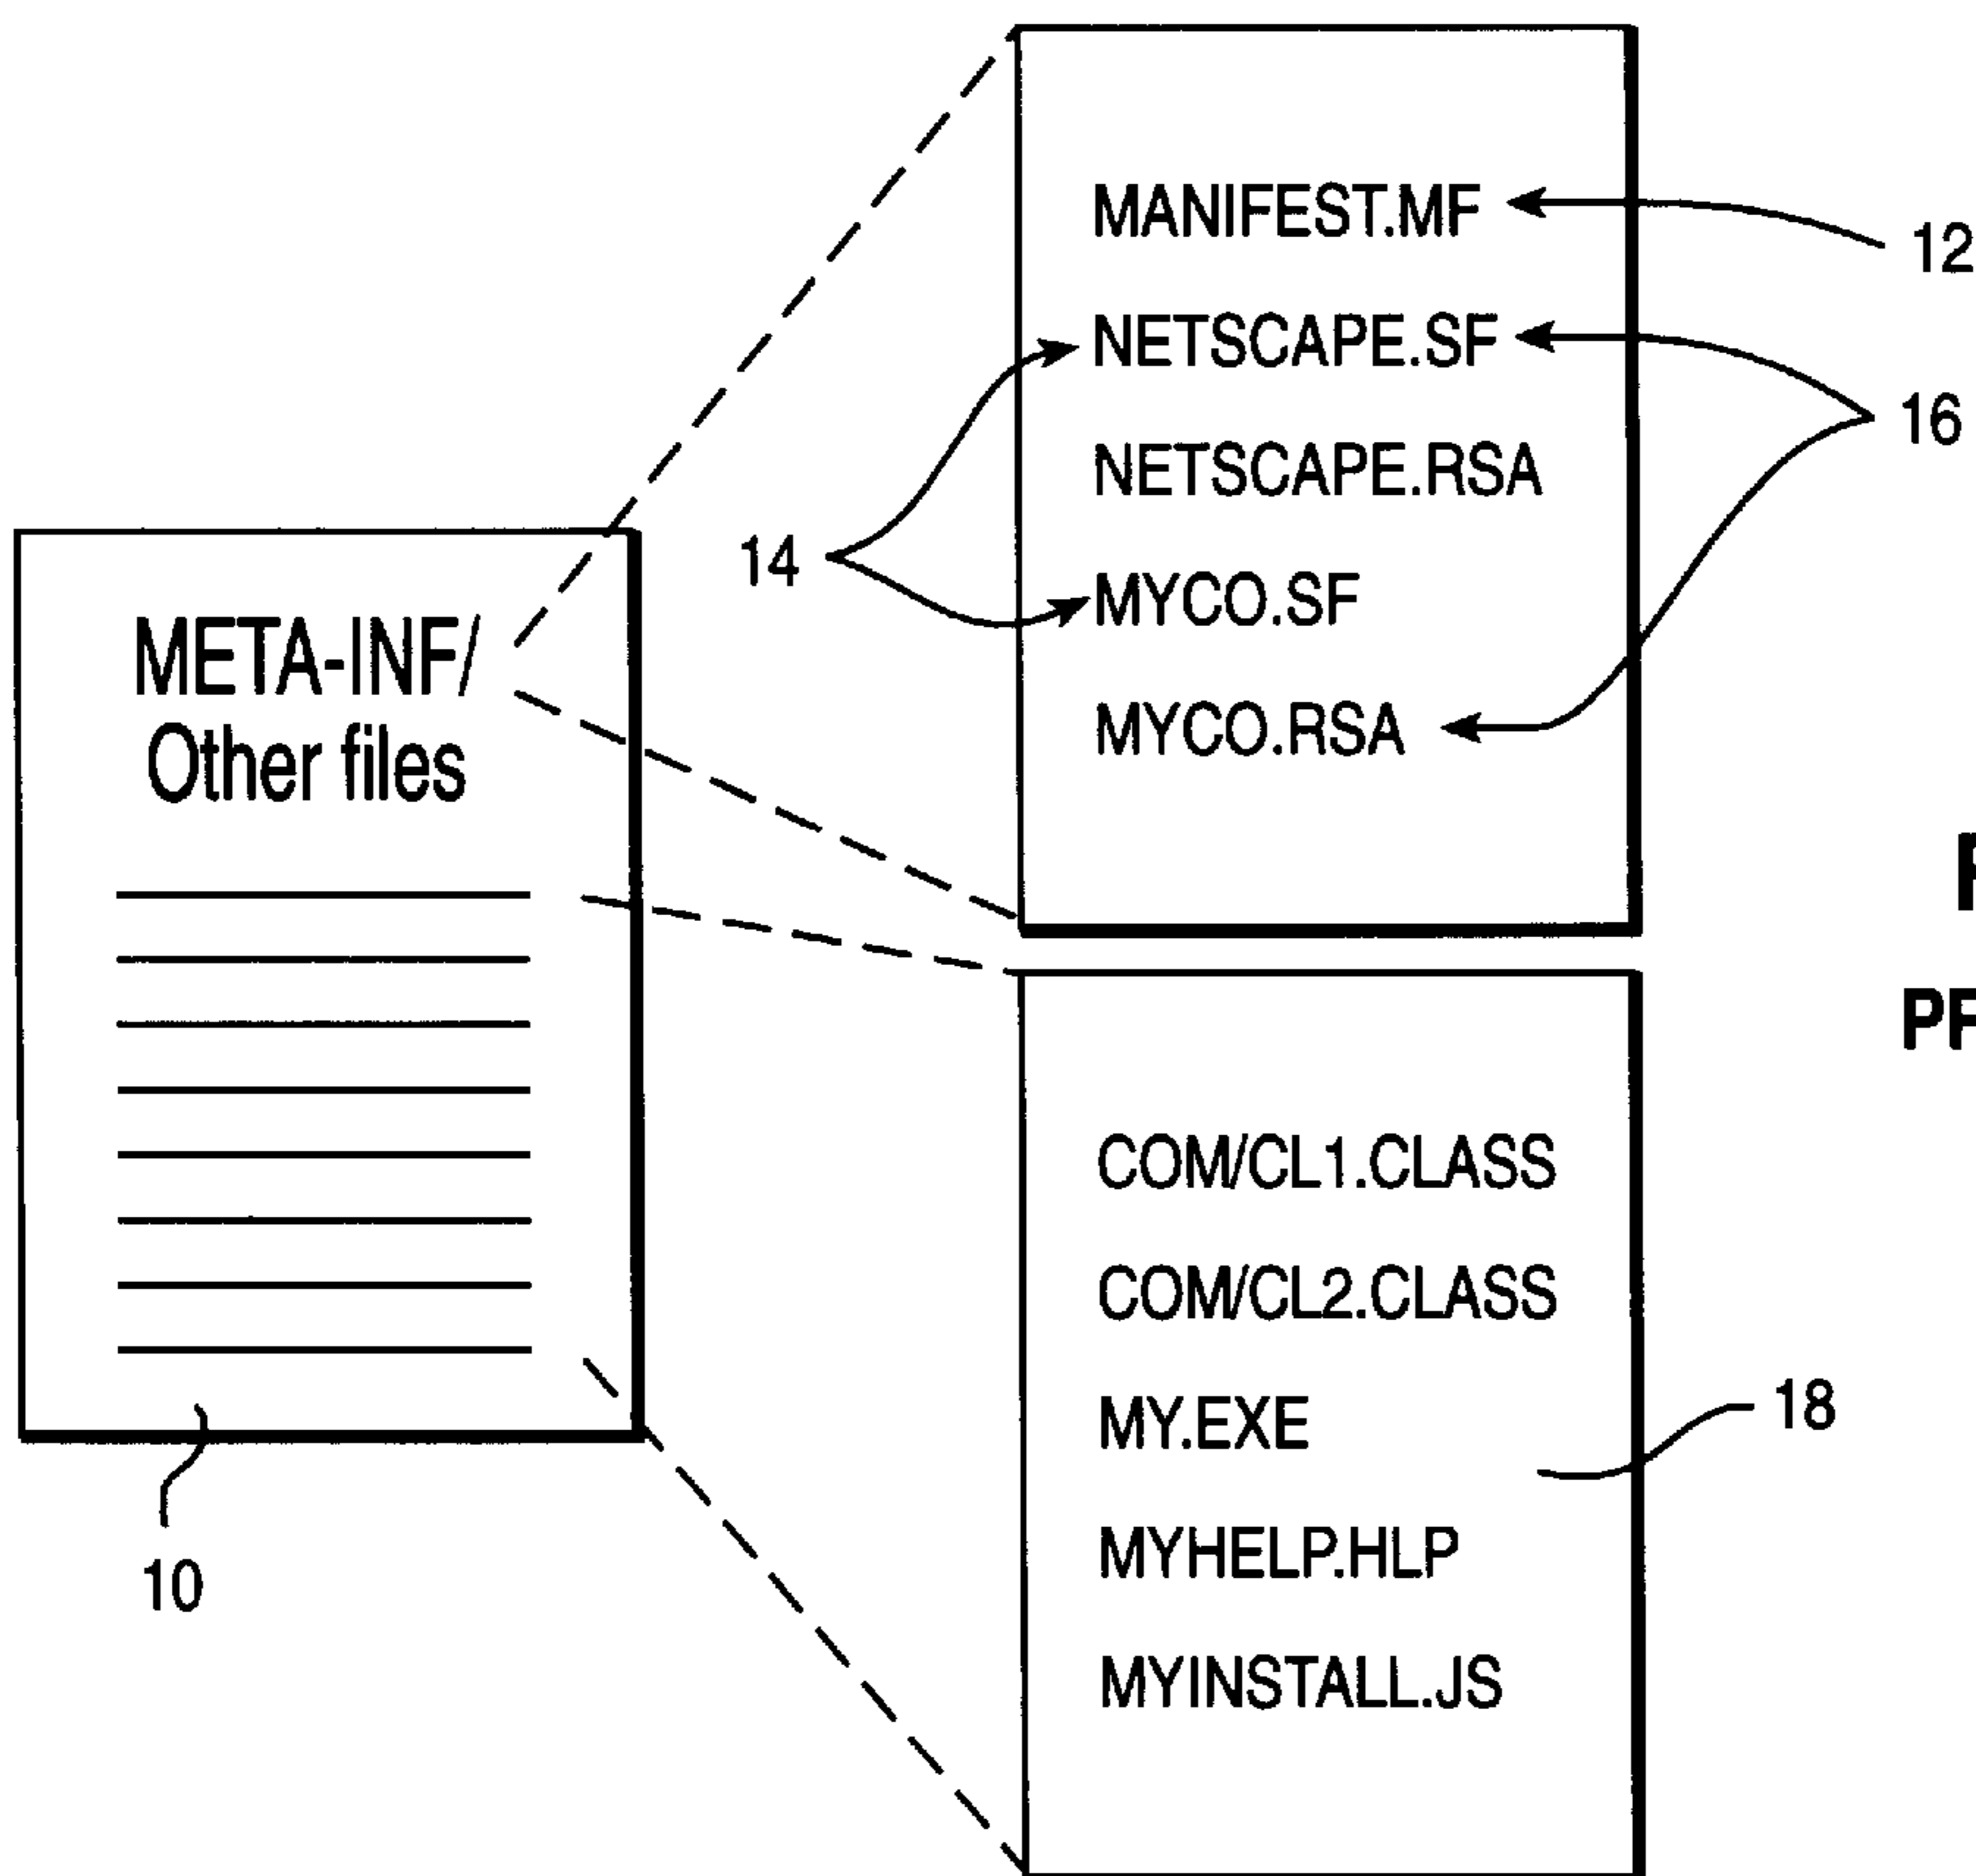 MANIFEST.MF
12
NETSCAPE.SF
16
NETSCAPE.RSA
14
MYCO.SF
META-INF/
Other files
MYCO.RSA
COM/CL1.CLASS
COM/CL2.CLASS
MY.EXE
18
MYHELP.HLP
10
MYINSTALL.JS